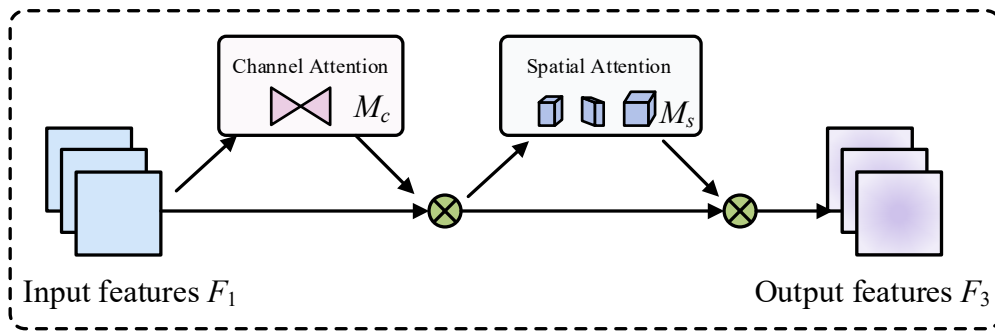 Channel Attention
M_c
Spatial Attention
M_s
Input features F_1
Output features F_3